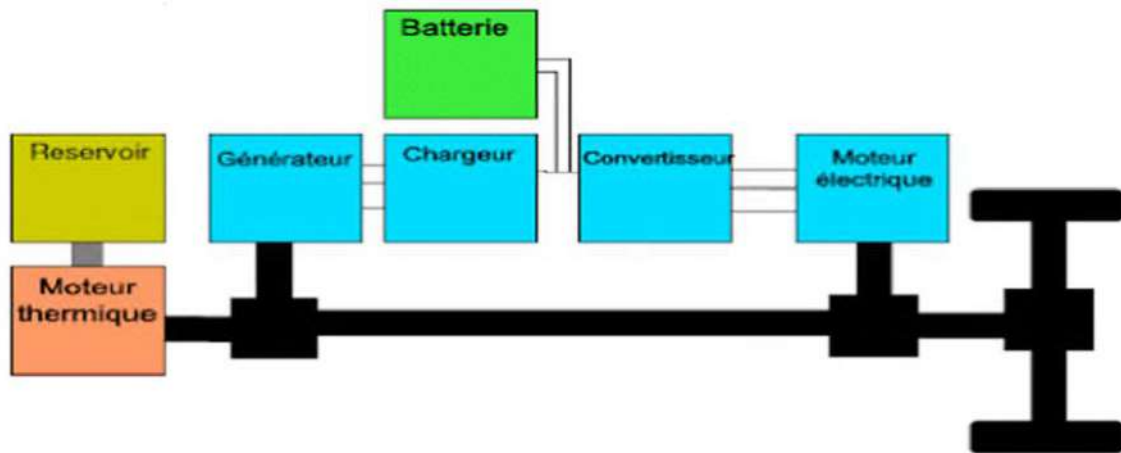 Batterie
Reservoir
Générateur
Chargeur
Convertisseur
Moteur
électrique
Moteur
thermique